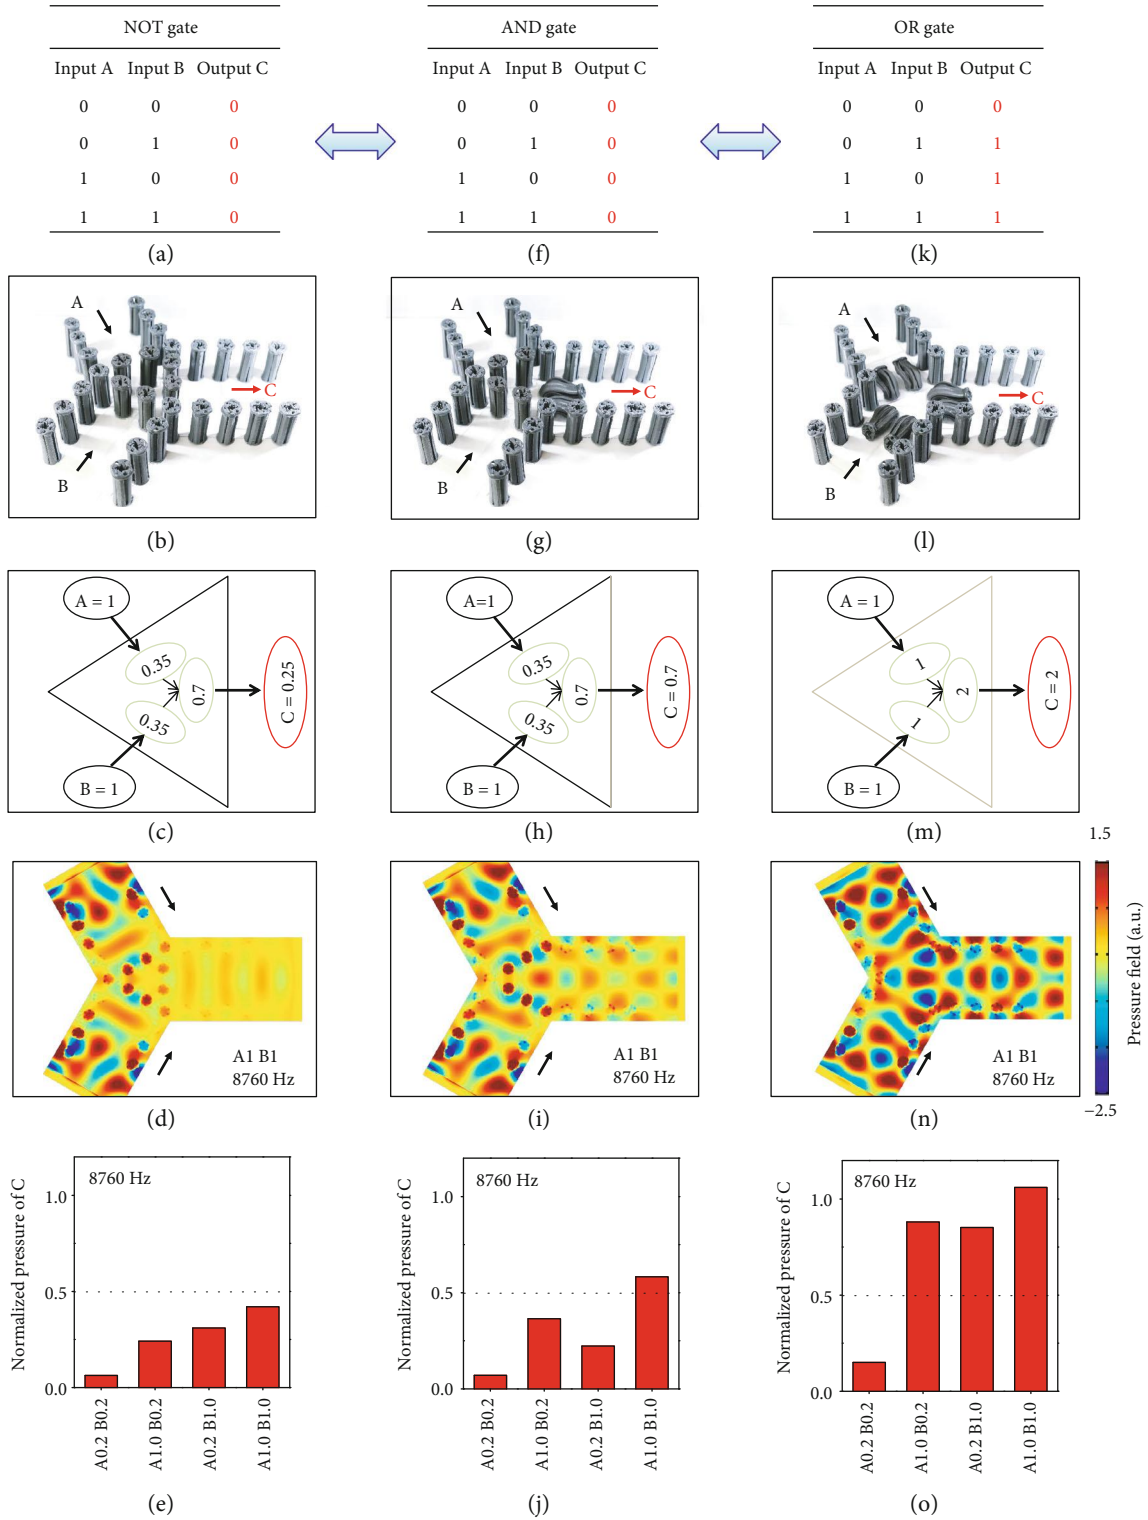 NOT gate
Input A Input B Output C
0 0 0
0 1 0
1 0 0
1 1 0
(a)
AND gate
Input A Input B Output C
0 0 0
0 1 0
1 0 0
1 1 0
(f)
OR gate
Input A Input B Output C
0 0 0
0 1 1
1 0 1
1 1 1
(k)
A
B
C
(b)
A
B
C
(g)
A
B
C
(l)
A = 1
0.35
0.7
0.35
B = 1
C = 0.25
(c)
A=1
0.35
0.7
0.35
B = 1
C = 0.7
(h)
A = 1
1
2
1
B = 1
C = 2
(m)
A1 B1
8760 Hz
(d)
A1 B1
8760 Hz
(i)
A1 B1
8760 Hz
(n)
1.5
Pressure field (a.u.)
−2.5
8760 Hz
Normalized pressure of C
1.0
0.5
0.0
A0.2 B0.2
A1.0 B0.2
A0.2 B1.0
A1.0 B1.0
(e)
8760 Hz
Normalized pressure of C
1.0
0.5
0.0
A0.2 B0.2
A1.0 B0.2
A0.2 B1.0
A1.0 B1.0
(j)
8760 Hz
Normalized pressure of C
1.0
0.5
0.0
A0.2 B0.2
A1.0 B0.2
A0.2 B1.0
A1.0 B1.0
(o)